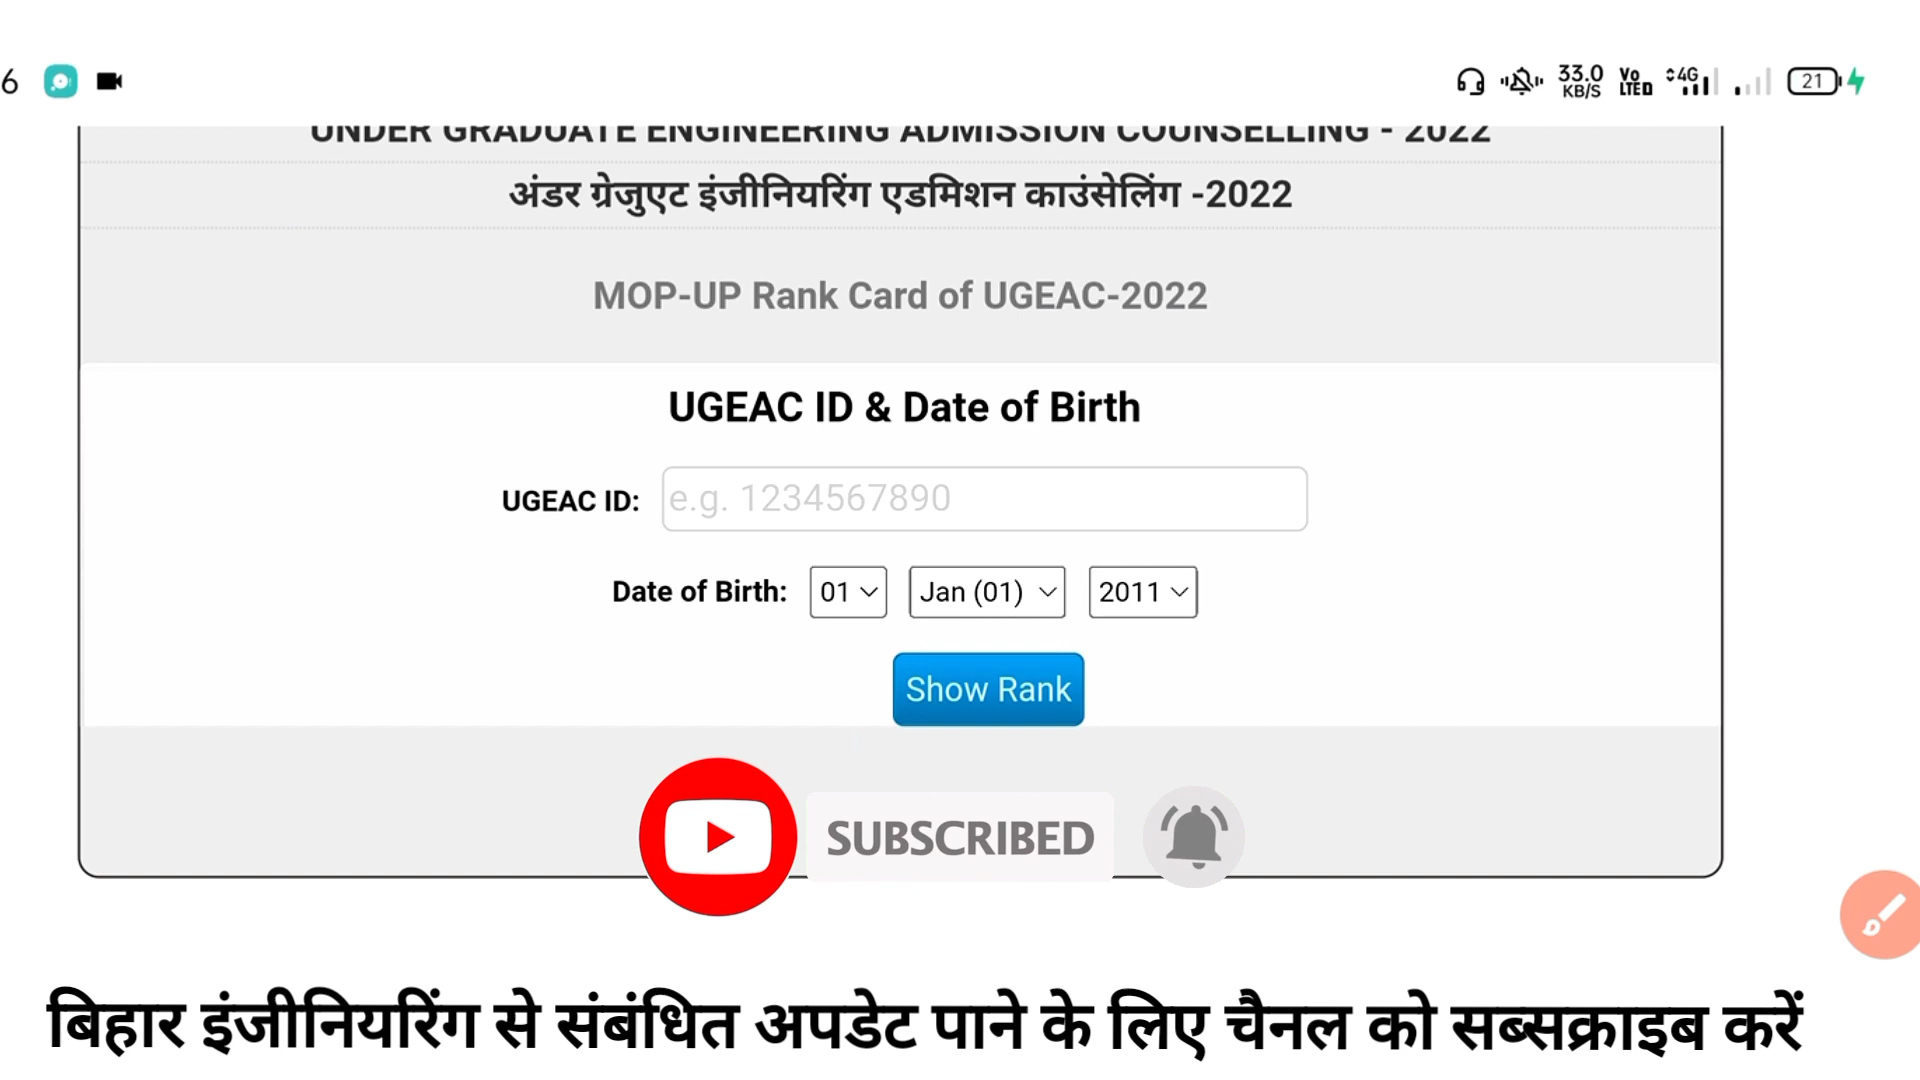 6
33.0
KB/S
Vo
LTE
4G
21
UNDER GRADUATE ENGINEERING ADMISSION COUNSELLING - 2022
अंडर ग्रेजुएट इंजीनियरिंग एडमिशन काउंसेलिंग -2022
MOP-UP Rank Card of UGEAC-2022
UGEAC ID & Date of Birth
UGEAC ID: e.g. 1234567890
Date of Birth: 01 Jan (01) 2011
Show Rank
SUBSCRIBED
बिहार इंजीनियरिंग से संबंधित अपडेट पाने के लिए चैनल को सब्सक्राइब करें